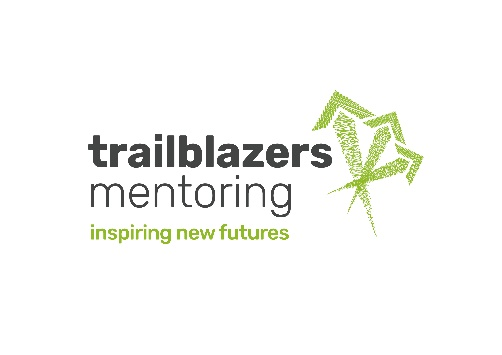 trailblazers
mentoring
inspiring new futures